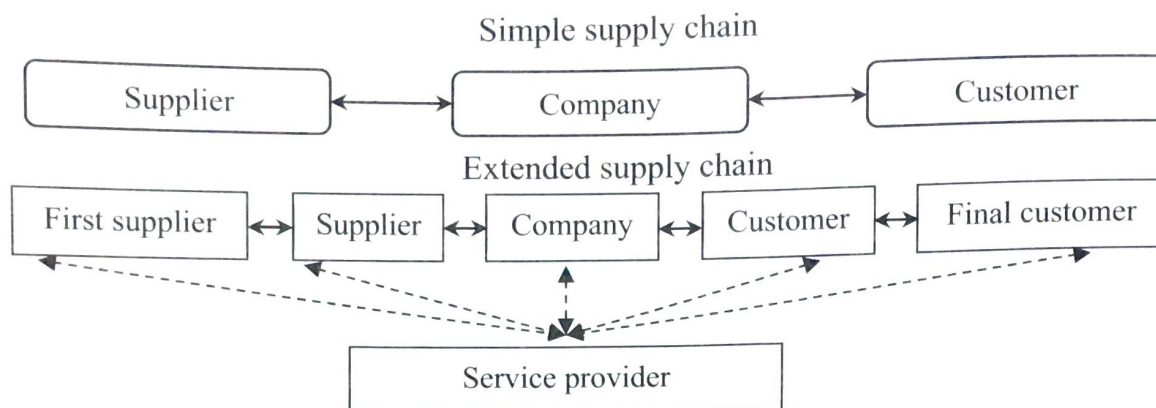 Simple supply chain
Supplier Company Customer
Extended supply chain
First supplier Supplier Company Customer Final customer
Service provider